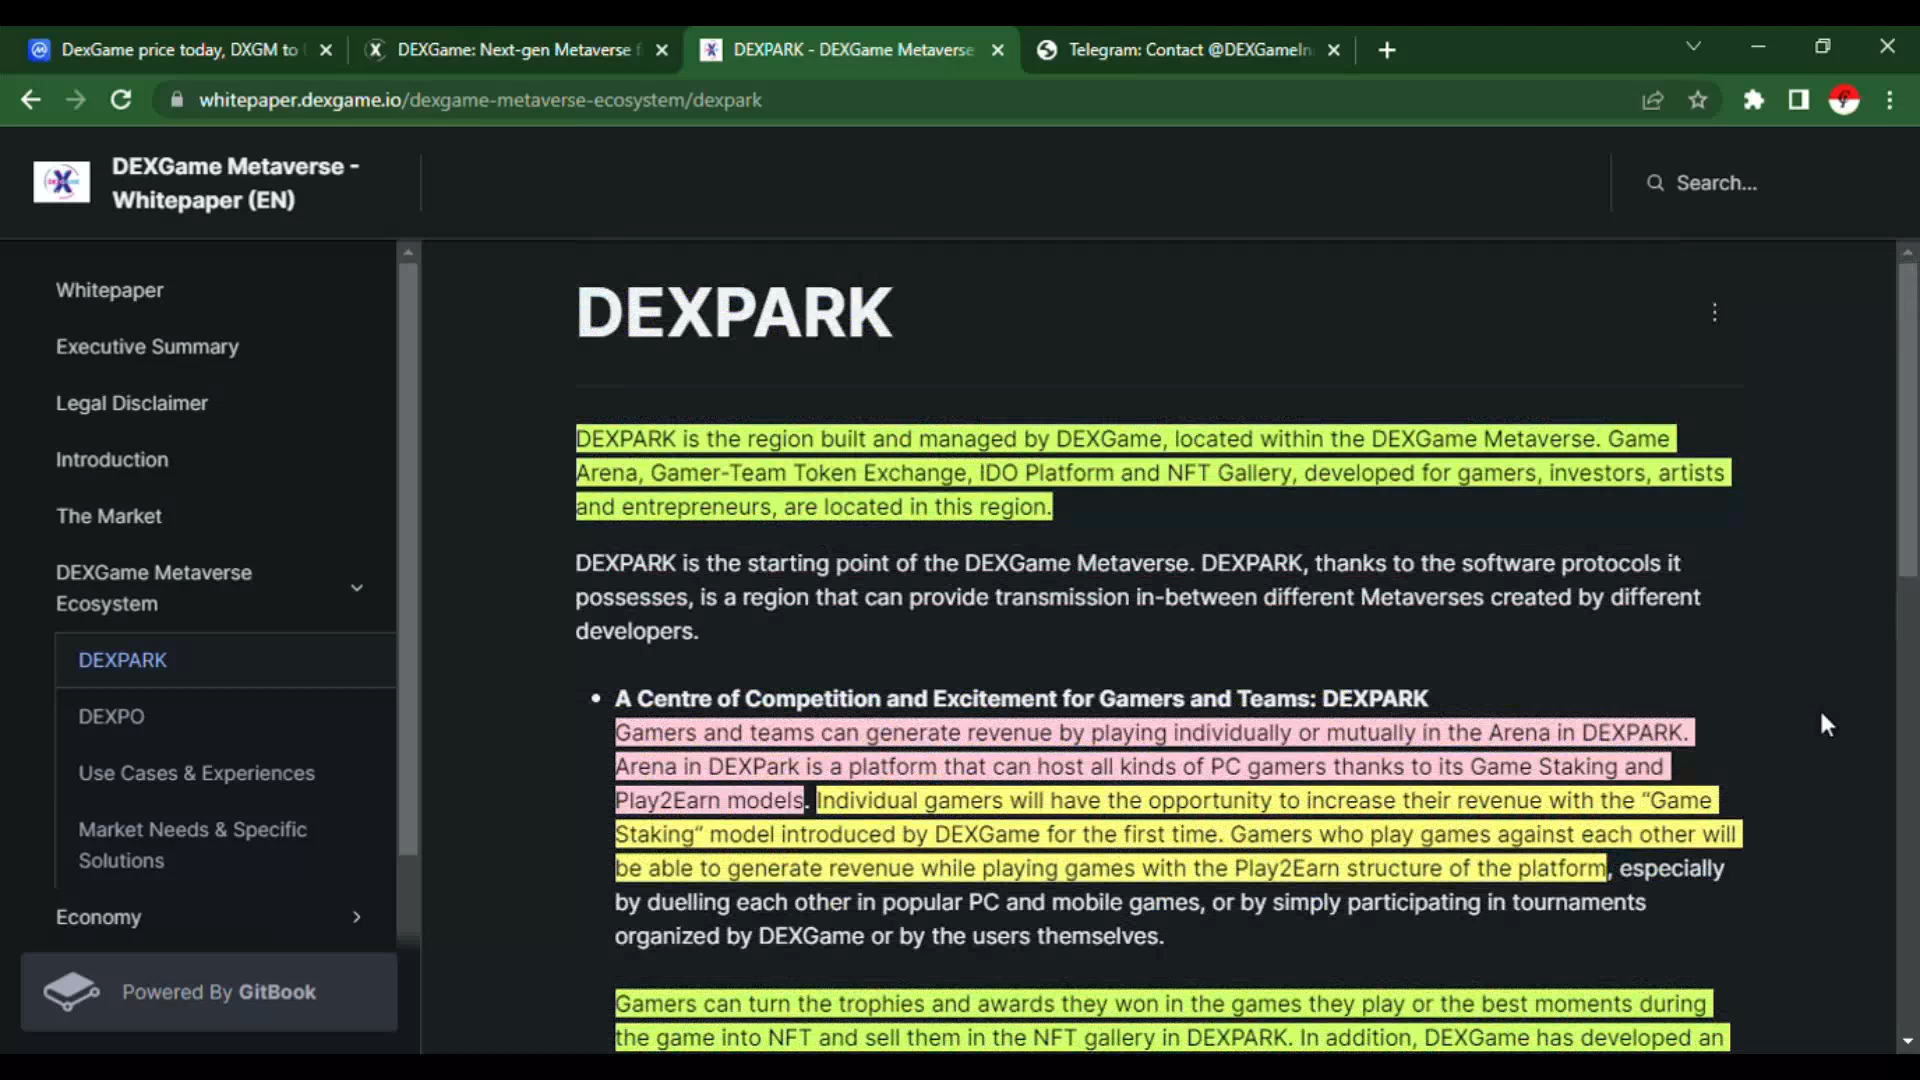 DexGame price today, DXGM to
DEXGame: Next-gen Metaverse f
DEXPARK - DEXGame Metaverse
Telegram: Contact @DEXGameIn
whitepaper.dexgame.io/dexgame-metaverse-ecosystem/dexpark
DEXGame Metaverse -
Whitepaper (EN)
Search...
Whitepaper
Executive Summary
Legal Disclaimer
Introduction
The Market
DEXGame Metaverse
Ecosystem
DEXPARK
DEXPO
Use Cases & Experiences
Market Needs & Specific
Solutions
Economy
Powered By GitBook
DEXPARK
DEXPARK is the region built and managed by DEXGame, located within the DEXGame Metaverse. Game
Arena, Gamer-Team Token Exchange, IDO Platform and NFT Gallery, developed for gamers, investors, artists
and entrepreneurs, are located in this region.
DEXPARK is the starting point of the DEXGame Metaverse. DEXPARK, thanks to the software protocols it
possesses, is a region that can provide transmission in-between different Metaverses created by different
developers.
• A Centre of Competition and Excitement for Gamers and Teams: DEXPARK
Gamers and teams can generate revenue by playing individually or mutually in the Arena in DEXPARK.
Arena in DEXPark is a platform that can host all kinds of PC gamers thanks to its Game Staking and
Play2Earn models. Individual gamers will have the opportunity to increase their revenue with the “Game
Staking” model introduced by DEXGame for the first time. Gamers who play games against each other will
be able to generate revenue while playing games with the Play2Earn structure of the platform, especially
by duelling each other in popular PC and mobile games, or by simply participating in tournaments
organized by DEXGame or by the users themselves.
Gamers can turn the trophies and awards they won in the games they play or the best moments during
the game into NFT and sell them in the NFT gallery in DEXPARK. In addition, DEXGame has developed an